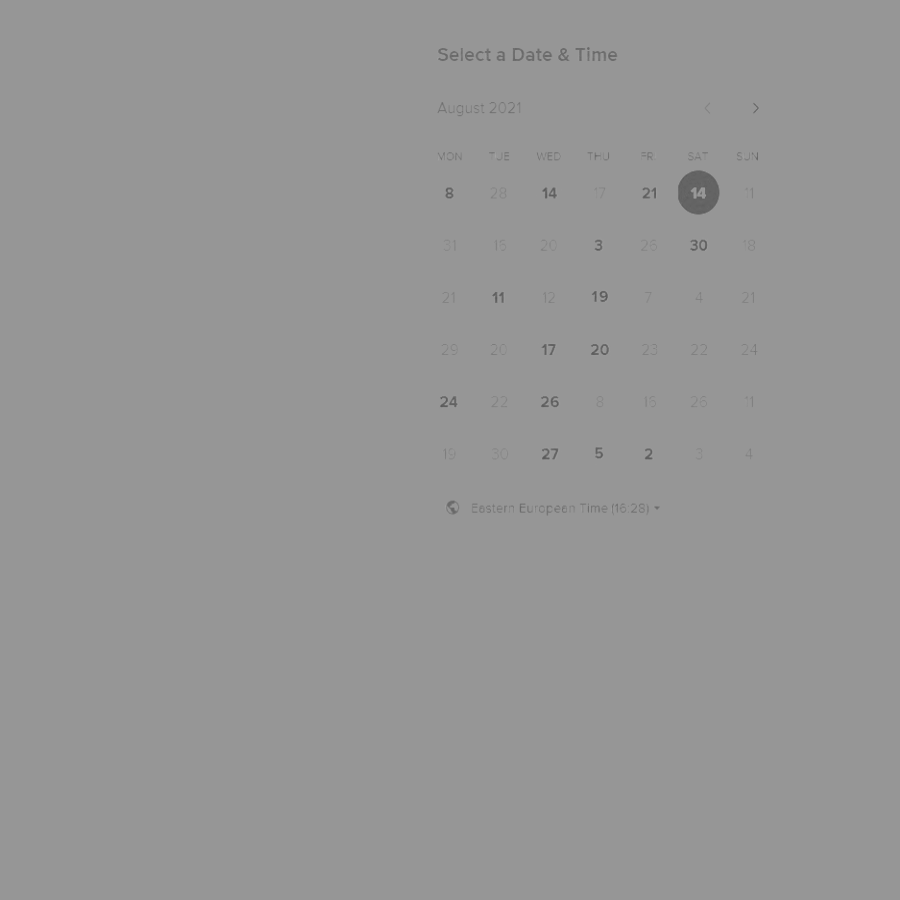 Select a Date & Time
August 2021
MON TUE WED THU FRI SAT SUN
8 28 14 17 21 14 11
31 15 20 3 26 30 18
21 11 12 19 7 4 21
29 20 17 20 23 22 24
24 22 26 8 15 26 11
19 30 27 5 2 3 4
Eastern European Time (16:28)